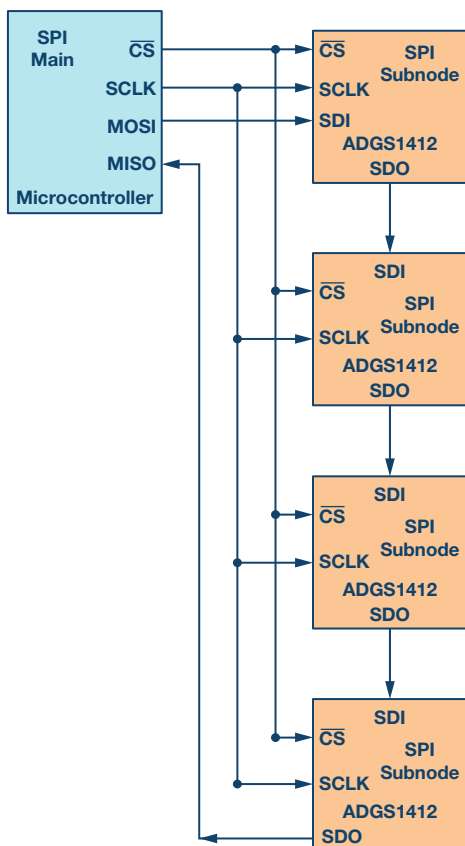 SPI
Main
CS
SCLK
MOSI
MISO
Microcontroller
CS
SPI
Subnode
SCLK
SDI
ADGS1412
SDO
SDI
CS
SPI
Subnode
SCLK
ADGS1412
SDO
SDI
CS
SPI
Subnode
SCLK
ADGS1412
SDO
SDI
CS
SPI
Subnode
SCLK
ADGS1412
SDO